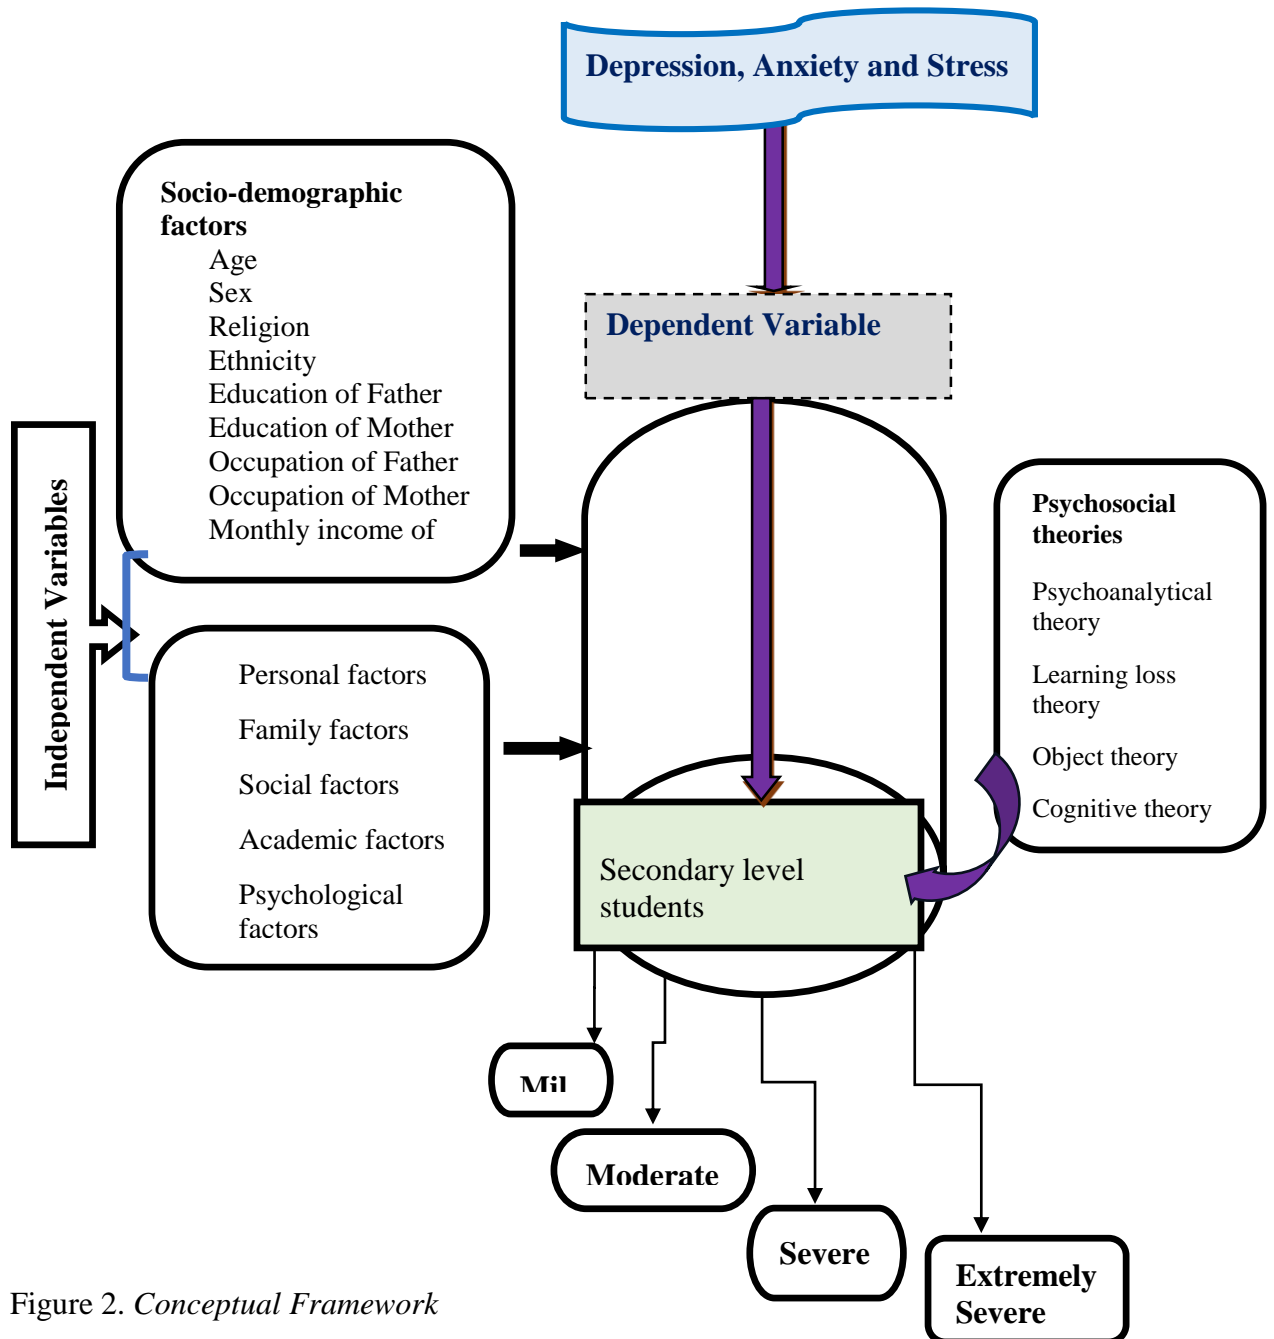 Depression, Anxiety and Stress
Socio-demographic
factors
Age
Sex
Religion
Ethnicity
Education of Father
Education of Mother
Occupation of Father
Occupation of Mother
Monthly income of
Dependent Variable
Independent Variables
Personal factors
Family factors
Social factors
Academic factors
Psychological
factors
Psychosocial
theories
Psychoanalytical
theory
Learning loss
theory
Object theory
Cognitive theory
Secondary level
students
Mil
Moderate
Severe
Extremely
Severe
Figure 2. Conceptual Framework